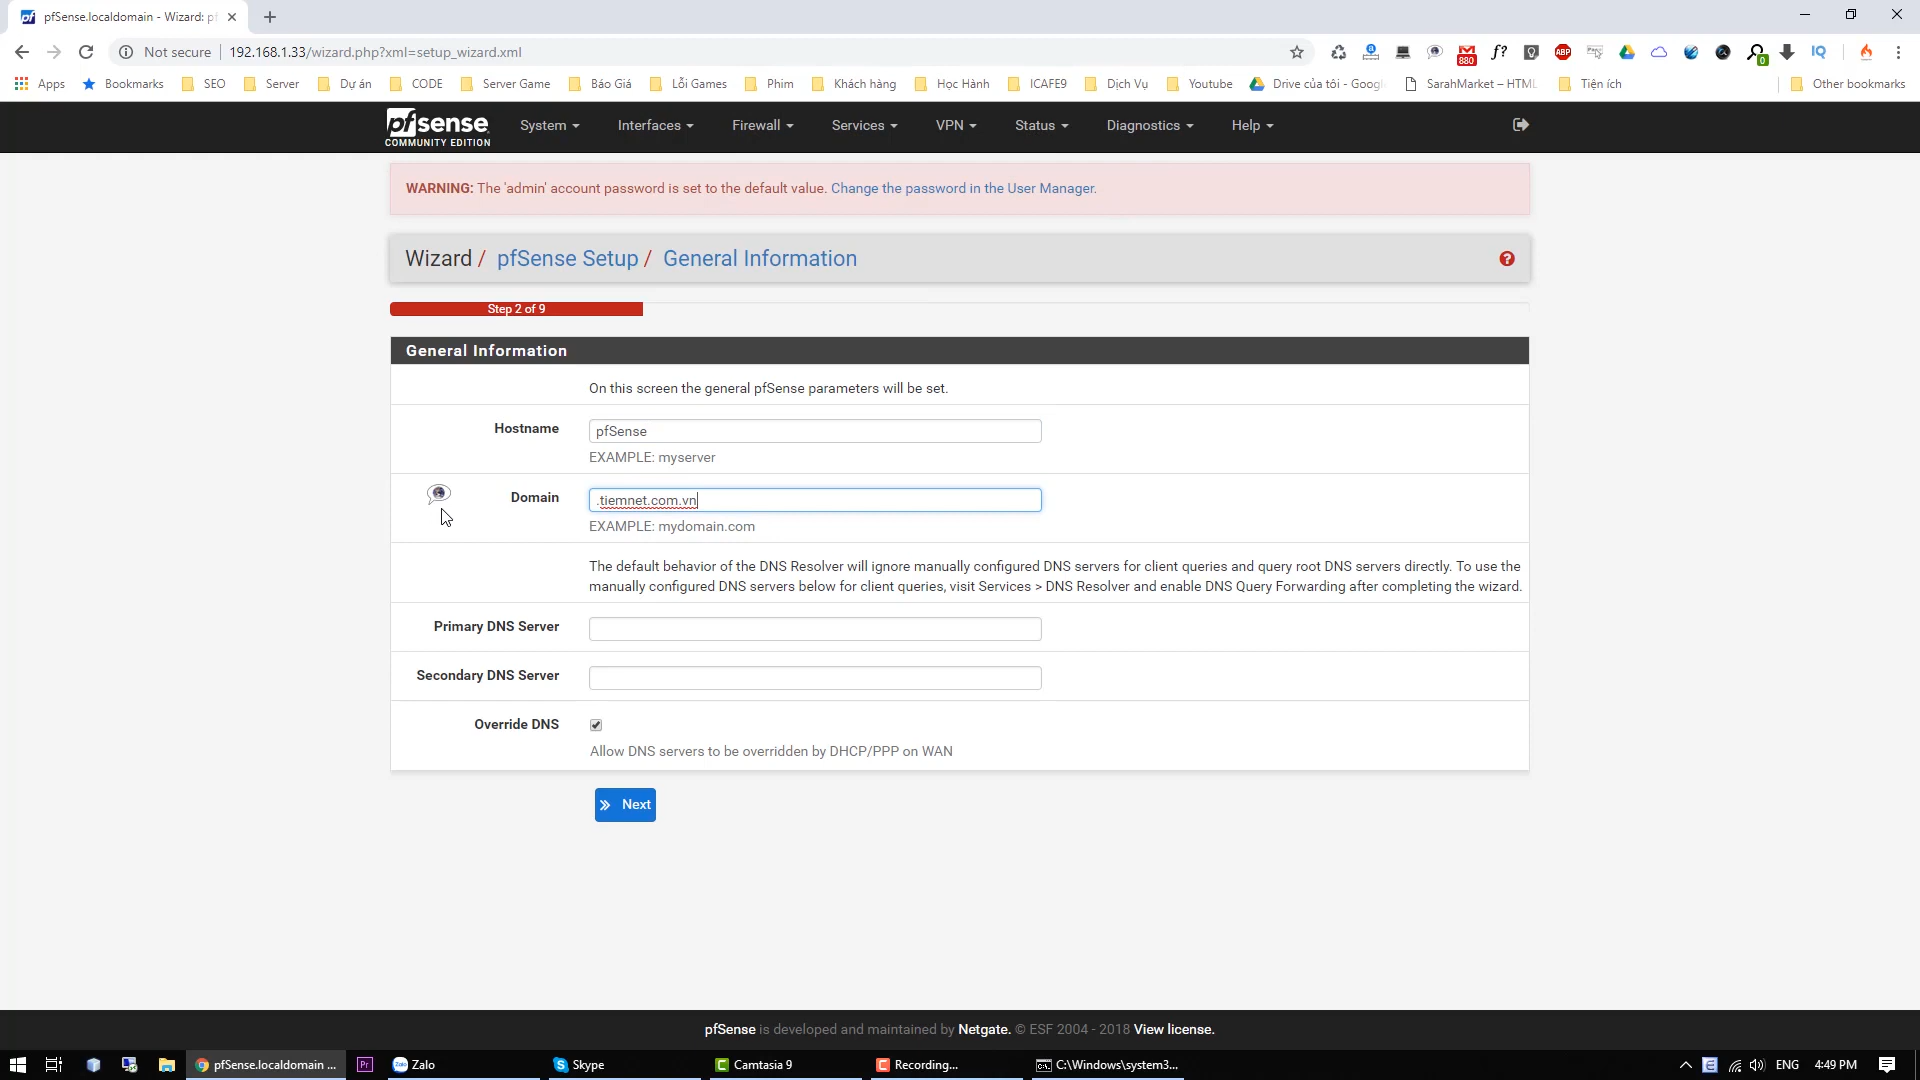 pfSense.localdomain - Wizard: pf
Not secure | 192.168.1.33/wizard.php?xml=setup_wizard.xml
880
ABP
0
IQ
Apps
Bookmarks
SEO
Server
Dự án
CODE
Server Game
Báo Giá
Lỗi Games
Phim
Khách hàng
Học Hành
ICAFE9
Dịch Vụ
Youtube
Drive của tôi - Googl
SarahMarket – HTML
Tiện ích
Other bookmarks
pfsense
COMMUNITY EDITION
System
Interfaces
Firewall
Services
VPN
Status
Diagnostics
Help
WARNING: The 'admin' account password is set to the default value. Change the password in the User Manager.
Wizard / pfSense Setup / General Information
Step 2 of 9
General Information
On this screen the general pfSense parameters will be set.
Hostname
pfSense
EXAMPLE: myserver
Domain
.tiemnet.com.vn
EXAMPLE: mydomain.com
The default behavior of the DNS Resolver will ignore manually configured DNS servers for client queries and query root DNS servers directly. To use the
manually configured DNS servers below for client queries, visit Services > DNS Resolver and enable DNS Query Forwarding after completing the wizard.
Primary DNS Server
Secondary DNS Server
Override DNS
Allow DNS servers to be overridden by DHCP/PPP on WAN
Next
pfSense is developed and maintained by Netgate. © ESF 2004 - 2018 View license.
pfSense.localdomain ...
Pr
Zalo
Skype
Camtasia 9
Recording...
C:\Windows\system3...
ENG
4:49 PM